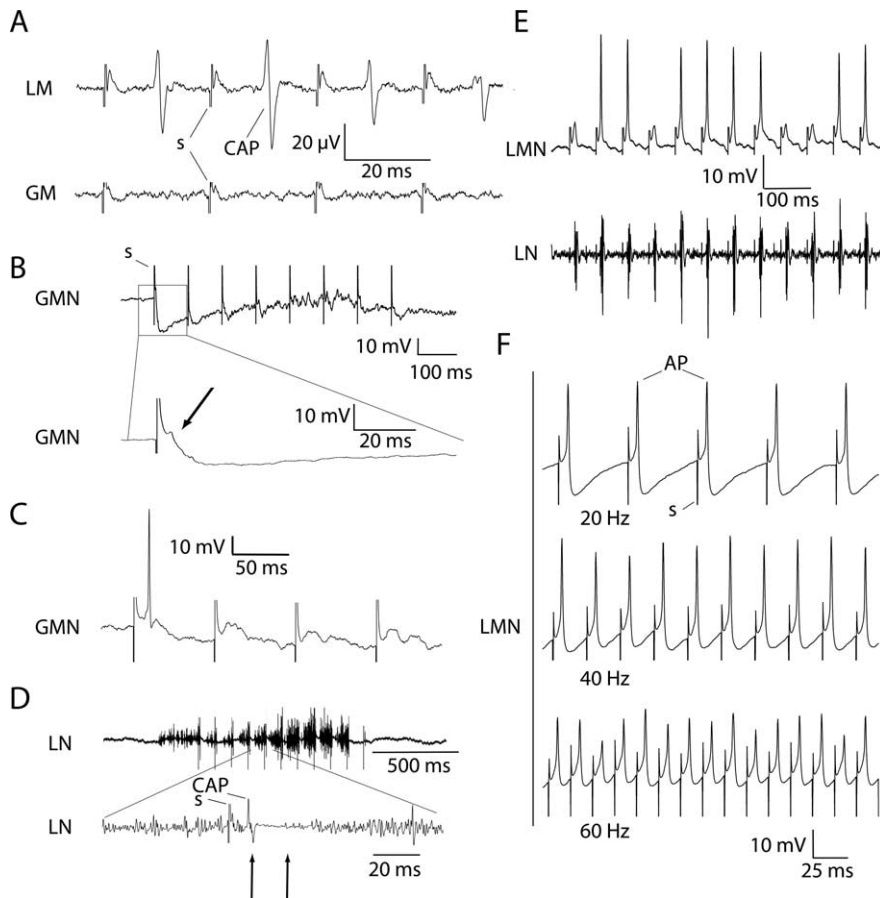 A
LM
s
CAP
20 µV
20 ms
GM
B
s
GMN
10 mV
100 ms
GMN
10 mV
20 ms
C
10 mV
50 ms
GMN
D
LN
500 ms
CAP
s
LN
20 ms
E
LMN
10 mV
100 ms
LN
F
AP
s
20 Hz
LMN
40 Hz
60 Hz
10 mV
25 ms